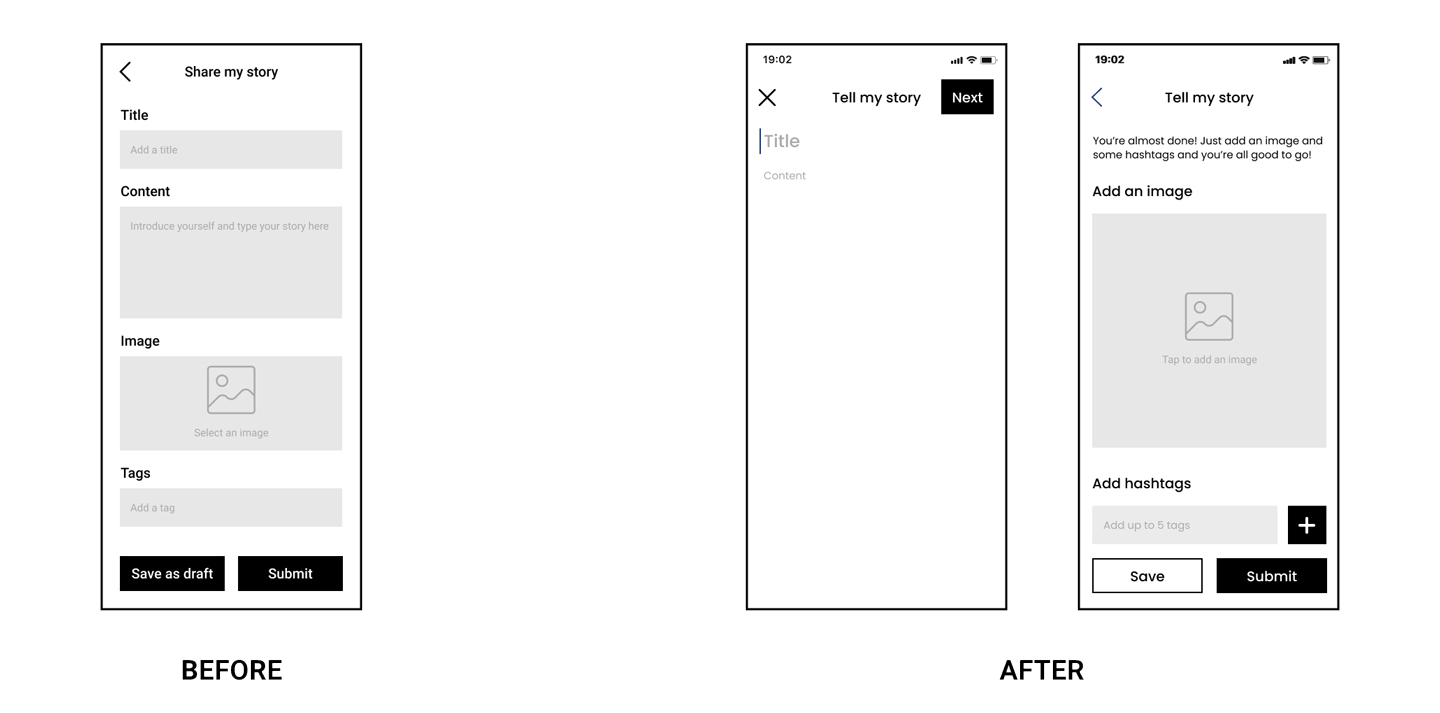 Share my story
Title
Add a title
Content
Introduce yourself and type your story here
Image
Select an image
Tags
Add a tag
Save as draft
Submit
BEFORE
19:02
Tell my story
Next
Title
Content
19:02
Tell my story
You’re almost done! Just add an image and
some hashtags and you’re all good to go!
Add an image
Tap to add an image
Add hashtags
Add up to 5 tags
Save
Submit
AFTER